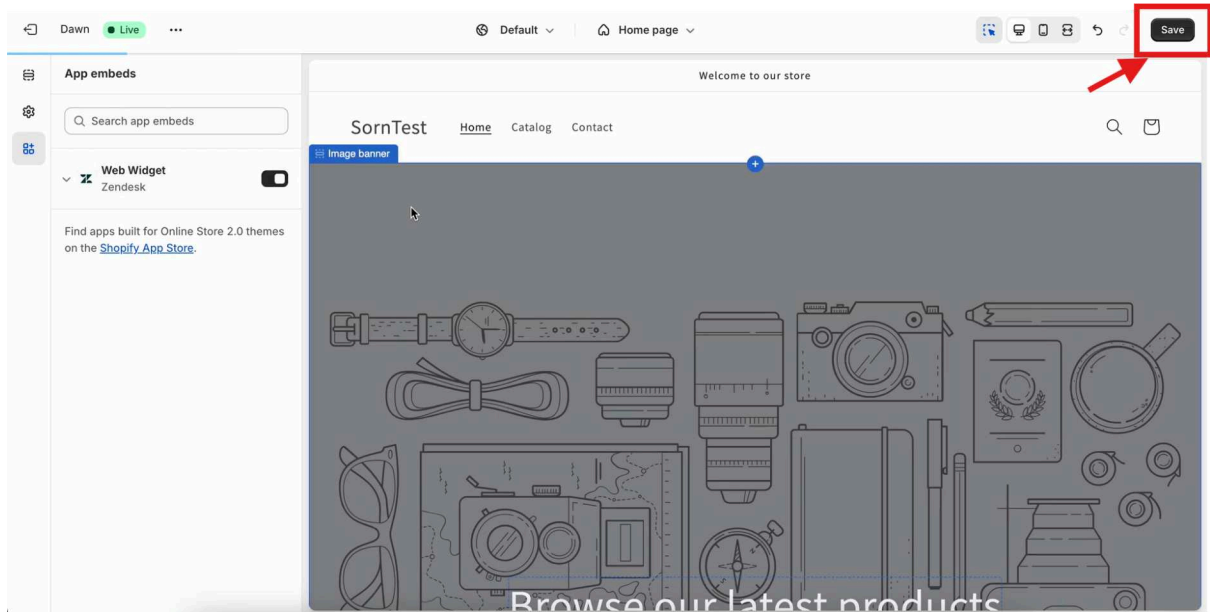 Dawn
Live
Default
Home page
Save
App embeds
Search app embeds
Web Widget
Zendesk
Find apps built for Online Store 2.0 themes
on the Shopify App Store.
Welcome to our store
SornTest
Home
Catalog
Contact
Image banner
Browse our latest products